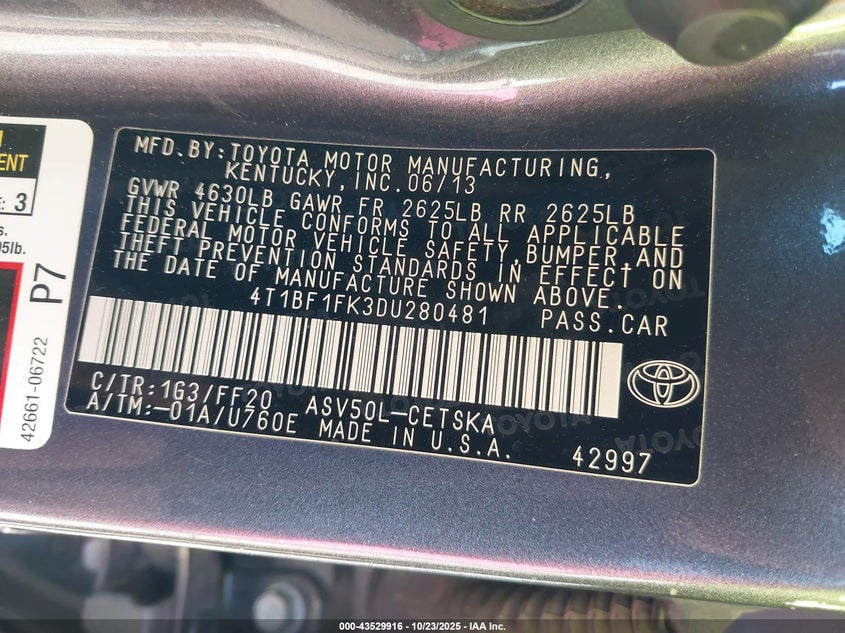 ENT
E: 3
s.
05lb.
P7
42661-06722
MFD.BY:TOYOTA MOTOR MANUFACTURING,
KENTUCKY, INC.06/13
GVWR 4630LB GAWR FR 2625LB RR 2625LB
THIS VEHICLE CONFORMS TO ALL APPLICABLE
FEDERAL MOTOR VEHICLE SAFETY,BUMPER,AND
THEFT PREVENTION STANDARDS IN EFFECT ON
THE DATE OF MANUFACTURE SHOWN ABOVE.
4T1BF1FK3DU280481 PASS.CAR
C/TR:1G3/FF20 ASV50L-CETSKA
A/TM:-01A/U760E MADE IN U.S.A.
42997
000-43529916 - 10/23/2025 - IAA Inc.